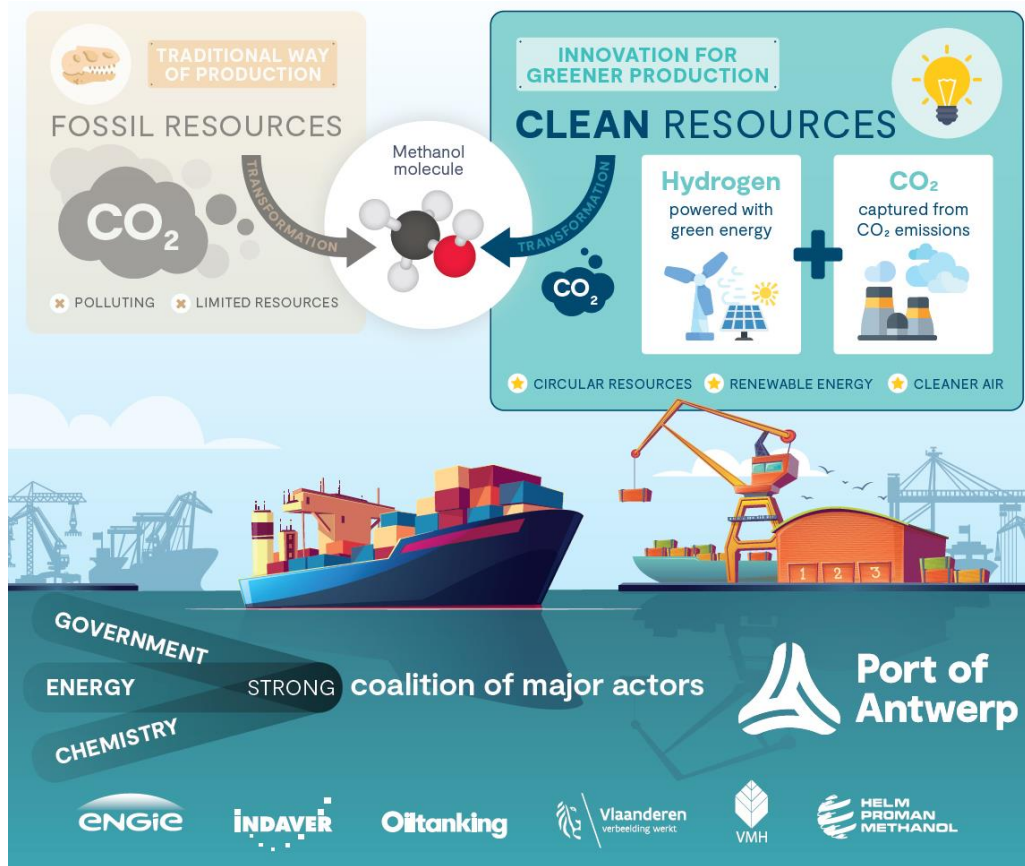 TRADITIONAL WAY
OF PRODUCTION
FOSSIL RESOURCES
CO₂
TRANSFORMATION
POLLUTING
LIMITED RESOURCES
Methanol
molecule
INNOVATION FOR
GREENER PRODUCTION
CLEAN RESOURCES
TRANSFORMATION
CO₂
Hydrogen
powered with
green energy
CO₂
captured from
CO₂ emissions
CIRCULAR RESOURCES
RENEWABLE ENERGY
CLEANER AIR
1 2 3
GOVERNMENT
ENERGY
CHEMISTRY
STRONG coalition of major actors
Port of
Antwerp
ENGIE
INDAVER
Oiltanking
Vlaanderen
verbeelding werkt
VMH
HELM
PROMAN
METHANOL